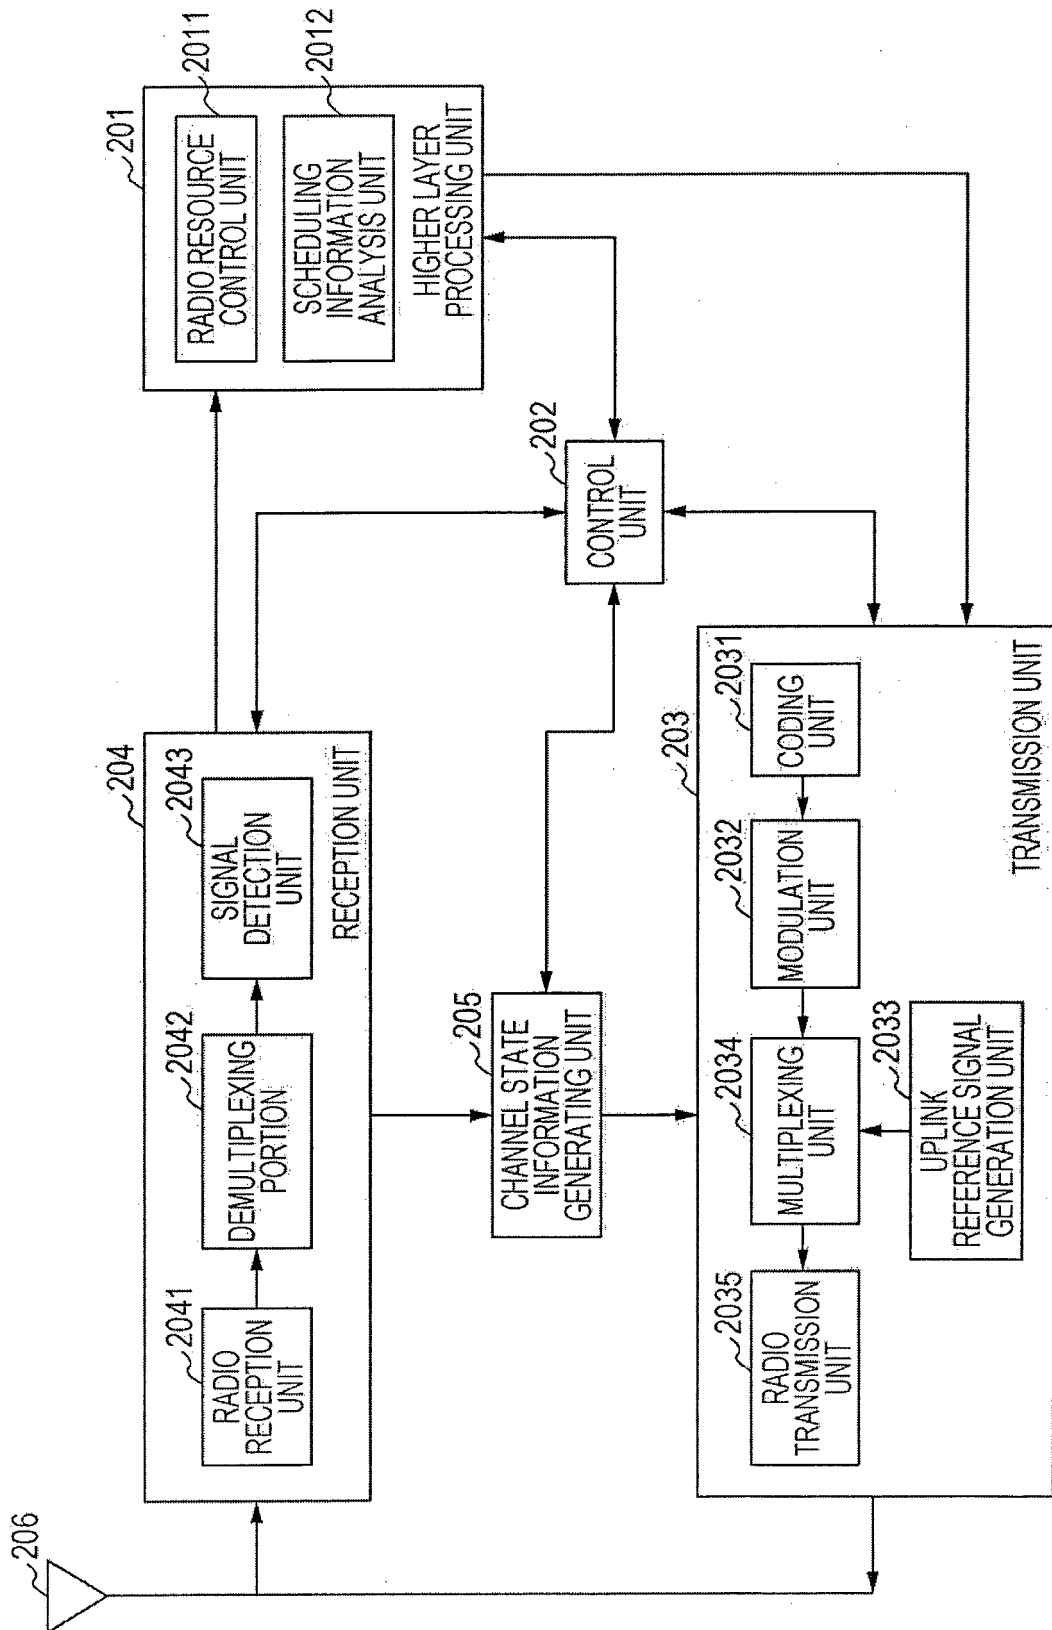 206
204
RECEPTION UNIT
2041
RADIO
RECEPTION
UNIT
2042
DEMULTIPLEXING
PORTION
2043
SIGNAL
DETECTION
UNIT
201
2011
RADIO RESOURCE
CONTROL UNIT
2012
SCHEDULING
INFORMATION
ANALYSIS UNIT
HIGHER LAYER
PROCESSING UNIT
205
CHANNEL STATE
INFORMATION
GENERATING UNIT
202
CONTROL
UNIT
203
2035
RADIO
TRANSMISSION
UNIT
2034
MULTIPLEXING
UNIT
2032
MODULATION
UNIT
2031
CODING
UNIT
2033
UPLINK
REFERENCE SIGNAL
GENERATION UNIT
TRANSMISSION UNIT